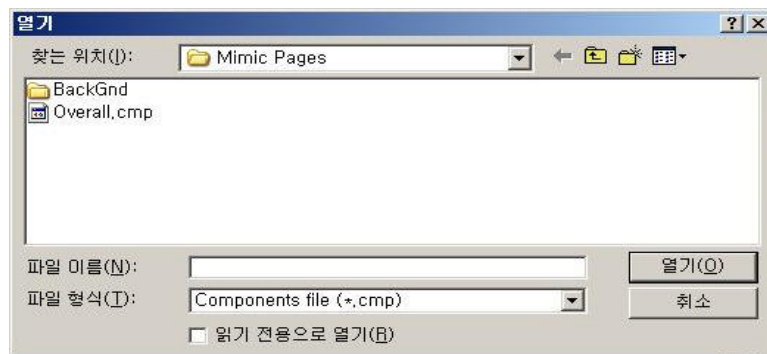 열기
찾는 위치(I): Mimic Pages
BackGnd
Overall.cmp
파일 이름(N): 열기(O)
파일 형식(T): Components file (*.cmp) 취소
읽기 전용으로 열기(R)